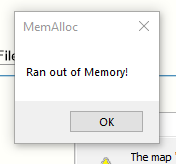 MemAlloc
File
Ran out of Memory!
OK
The map